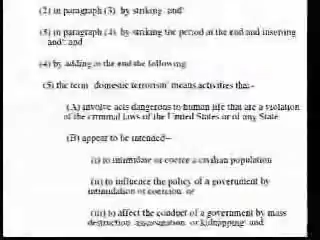 (2) in paragraph (3) by striking "and"
(3) in paragraph (4) by striking the period at the end and inserting
"and"; and
(4) by adding at the end the following
(5) the term "domestic terrorism" means activities that--
(A) involve acts dangerous to human life that are a violation
of the criminal laws of the United States or of any State
(B) appear to be intended--
(i) to intimidate or coerce a civilian population
(ii) to influence the policy of a government by
intimidation or coercion, or
(iii) to affect the conduct of a government by mass
destruction, assassination, or kidnapping; and